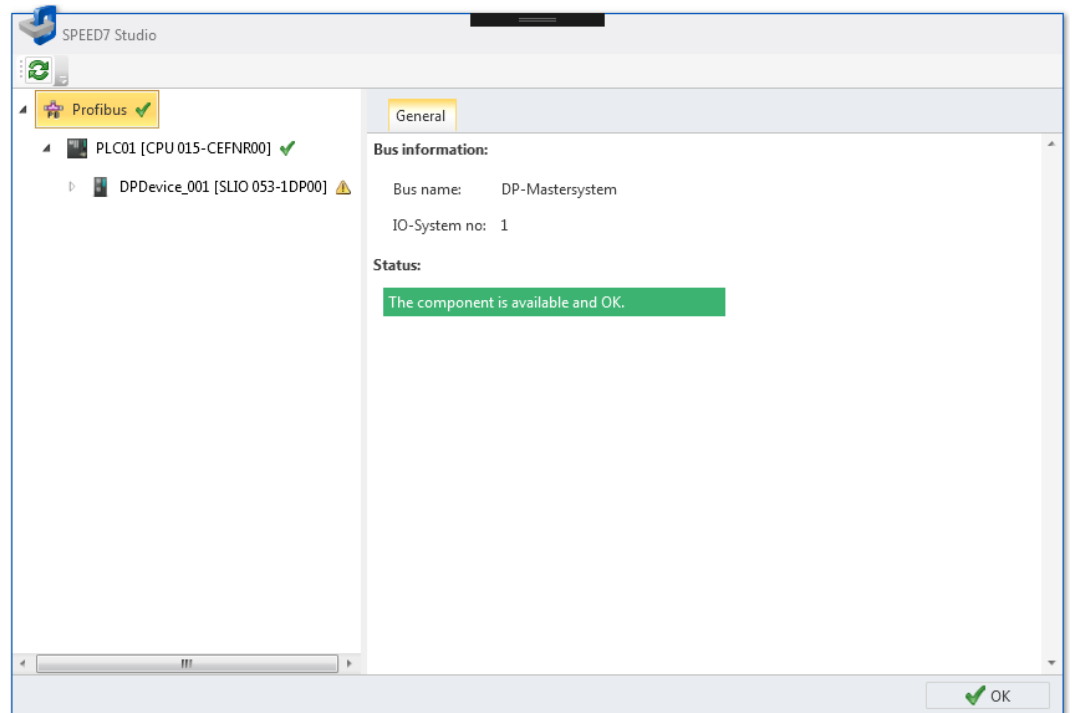 SPEED7 Studio
Profibus
PLC01 [CPU 015-CEFNR00]
DPDevice_001 [SLIO 053-1DP00]
General
Bus information:
Bus name: DP-Mastersystem
IO-System no: 1
Status:
The component is available and OK.
OK